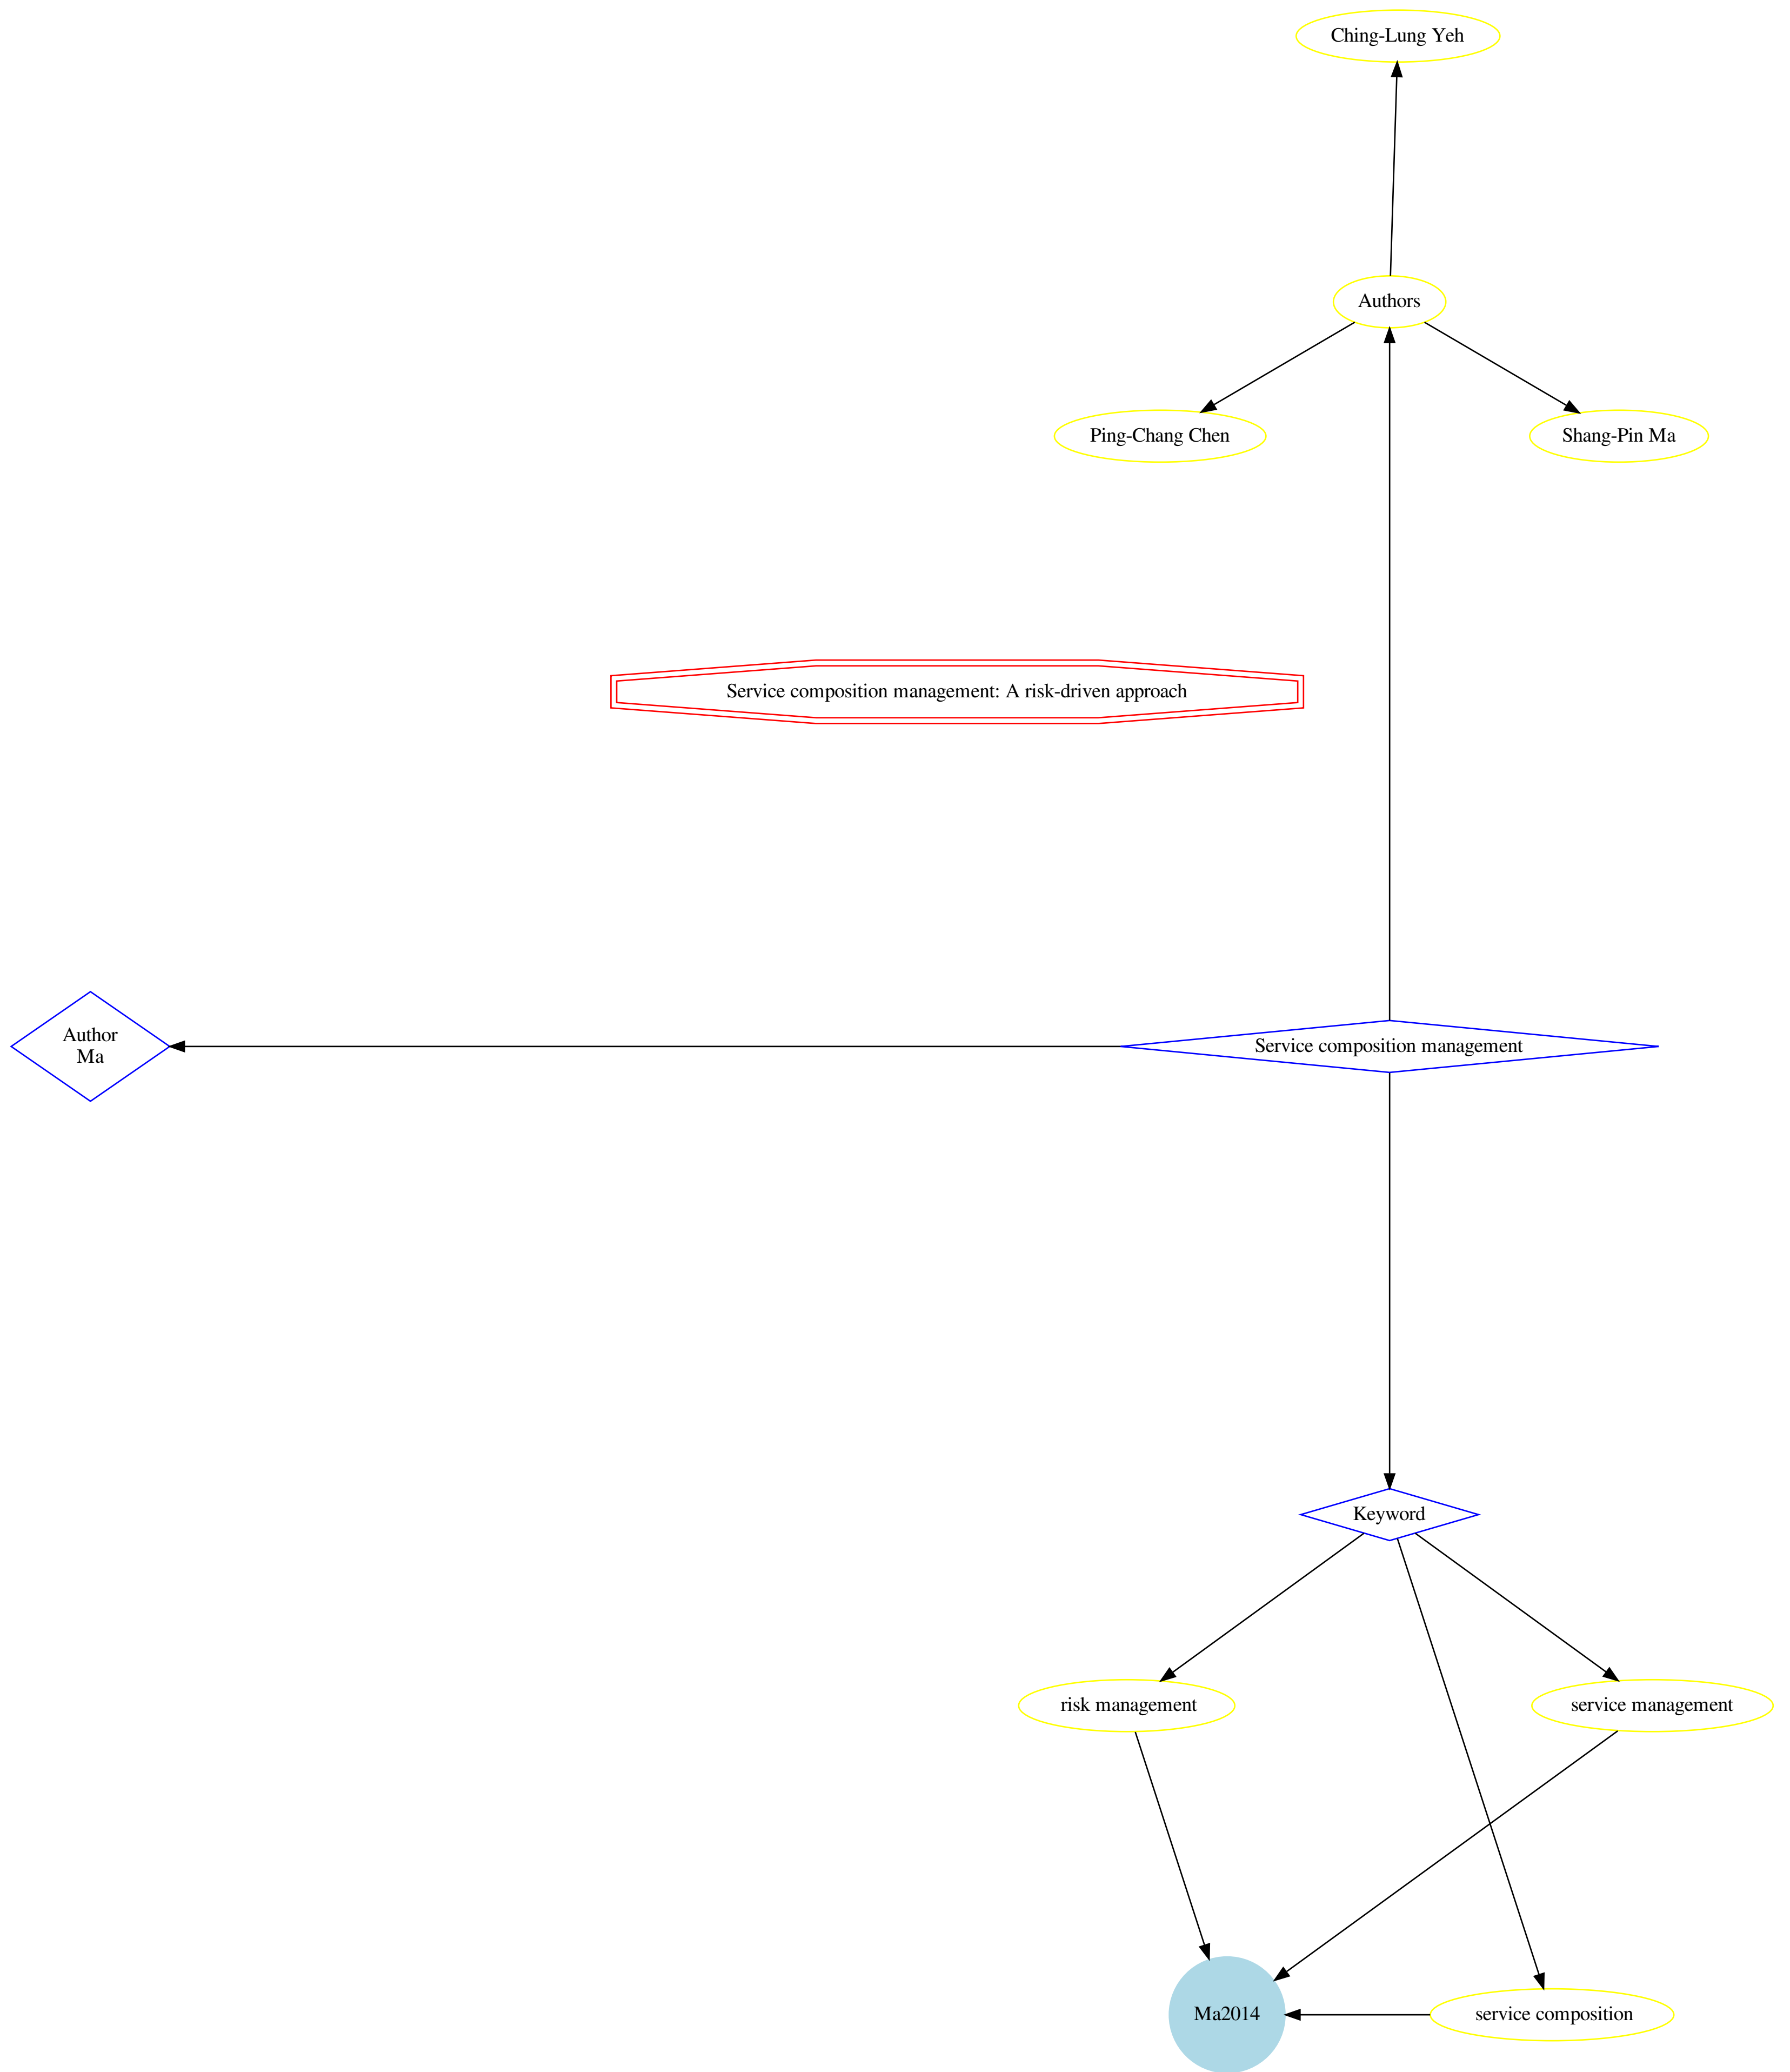 Ching-Lung Yeh
Authors
Ping-Chang Chen
Shang-Pin Ma
Service composition management: A risk-driven approach
Author
Ma
Service composition management
Keyword
risk management
service management
Ma2014
service composition